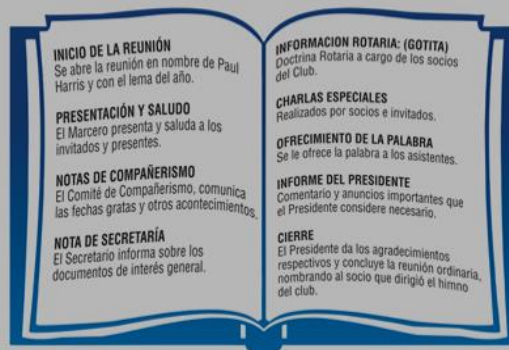 INICIO DE LA REUNIÓN
Se abre la reunión en nombre de Paul
Harris y con el lema del año.
PRESENTACIÓN Y SALUDO
El Marcero presenta y saluda a los
invitados y presentes.
NOTAS DE COMPAÑERISMO
El Comité de Compañerismo, comunica
las fechas gratas y otros acontecimientos.
NOTA DE SECRETARÍA
El Secretario informa sobre los
documentos de interés general.
INFORMACION ROTARIA: (GOTITA)
Doctrina Rotaria a cargo de los socios
del Club.
CHARLAS ESPECIALES
Realizados por socios e invitados.
OFRECIMIENTO DE LA PALABRA
Se le ofrece la palabra a los asistentes.
INFORME DEL PRESIDENTE
Comentario y anuncios importantes que
el Presidente considere necesario.
CIERRE
El Presidente da los agradecimientos
respectivos y concluye la reunión ordinaria,
nombrando al socio que dirigió el himno
del club.